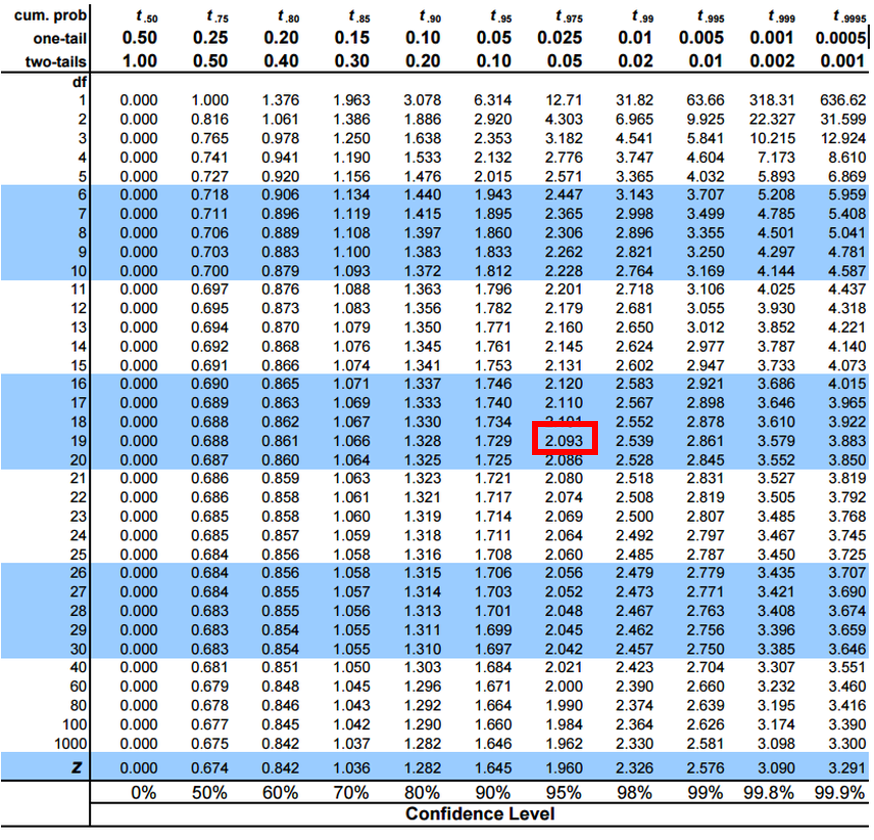 cum. prob t .50 t .75 t .80 t .85 t .90 t .95 t .975 t .99 t .995 t .999 t .9995
one-tail 0.50 0.25 0.20 0.15 0.10 0.05 0.025 0.01 0.005 0.001 0.0005
two-tails 1.00 0.50 0.40 0.30 0.20 0.10 0.05 0.02 0.01 0.002 0.001
df
1 0.000 1.000 1.376 1.963 3.078 6.314 12.71 31.82 63.66 318.31 636.62
2 0.000 0.816 1.061 1.386 1.886 2.920 4.303 6.965 9.925 22.327 31.599
3 0.000 0.765 0.978 1.250 1.638 2.353 3.182 4.541 5.841 10.215 12.924
4 0.000 0.741 0.941 1.190 1.533 2.132 2.776 3.747 4.604 7.173 8.610
5 0.000 0.727 0.920 1.156 1.476 2.015 2.571 3.365 4.032 5.893 6.869
6 0.000 0.718 0.906 1.134 1.440 1.943 2.447 3.143 3.707 5.208 5.959
7 0.000 0.711 0.896 1.119 1.415 1.895 2.365 2.998 3.499 4.785 5.408
8 0.000 0.706 0.889 1.108 1.397 1.860 2.306 2.896 3.355 4.501 5.041
9 0.000 0.703 0.883 1.100 1.383 1.833 2.262 2.821 3.250 4.297 4.781
10 0.000 0.700 0.879 1.093 1.372 1.812 2.228 2.764 3.169 4.144 4.587
11 0.000 0.697 0.876 1.088 1.363 1.796 2.201 2.718 3.106 4.025 4.437
12 0.000 0.695 0.873 1.083 1.356 1.782 2.179 2.681 3.055 3.930 4.318
13 0.000 0.694 0.870 1.079 1.350 1.771 2.160 2.650 3.012 3.852 4.221
14 0.000 0.692 0.868 1.076 1.345 1.761 2.145 2.624 2.977 3.787 4.140
15 0.000 0.691 0.866 1.074 1.341 1.753 2.131 2.602 2.947 3.733 4.073
16 0.000 0.690 0.865 1.071 1.337 1.746 2.120 2.583 2.921 3.686 4.015
17 0.000 0.689 0.863 1.069 1.333 1.740 2.110 2.567 2.898 3.646 3.965
18 0.000 0.688 0.862 1.067 1.330 1.734 2.101 2.552 2.878 3.610 3.922
19 0.000 0.688 0.861 1.066 1.328 1.729 2.093 2.539 2.861 3.579 3.883
20 0.000 0.687 0.860 1.064 1.325 1.725 2.086 2.528 2.845 3.552 3.850
21 0.000 0.686 0.859 1.063 1.323 1.721 2.080 2.518 2.831 3.527 3.819
22 0.000 0.686 0.858 1.061 1.321 1.717 2.074 2.508 2.819 3.505 3.792
23 0.000 0.685 0.858 1.060 1.319 1.714 2.069 2.500 2.807 3.485 3.768
24 0.000 0.685 0.857 1.059 1.318 1.711 2.064 2.492 2.797 3.467 3.745
25 0.000 0.684 0.856 1.058 1.316 1.708 2.060 2.485 2.787 3.450 3.725
26 0.000 0.684 0.856 1.058 1.315 1.706 2.056 2.479 2.779 3.435 3.707
27 0.000 0.684 0.855 1.057 1.314 1.703 2.052 2.473 2.771 3.421 3.690
28 0.000 0.683 0.855 1.056 1.313 1.701 2.048 2.467 2.763 3.408 3.674
29 0.000 0.683 0.854 1.055 1.311 1.699 2.045 2.462 2.756 3.396 3.659
30 0.000 0.683 0.854 1.055 1.310 1.697 2.042 2.457 2.750 3.385 3.646
40 0.000 0.681 0.851 1.050 1.303 1.684 2.021 2.423 2.704 3.307 3.551
60 0.000 0.679 0.848 1.045 1.296 1.671 2.000 2.390 2.660 3.232 3.460
80 0.000 0.678 0.846 1.043 1.292 1.664 1.990 2.374 2.639 3.195 3.416
100 0.000 0.677 0.845 1.042 1.290 1.660 1.984 2.364 2.626 3.174 3.390
1000 0.000 0.675 0.842 1.037 1.282 1.646 1.962 2.330 2.581 3.098 3.300
Z 0.000 0.674 0.842 1.036 1.282 1.645 1.960 2.326 2.576 3.090 3.291
0% 50% 60% 70% 80% 90% 95% 98% 99% 99.8% 99.9%
Confidence Level